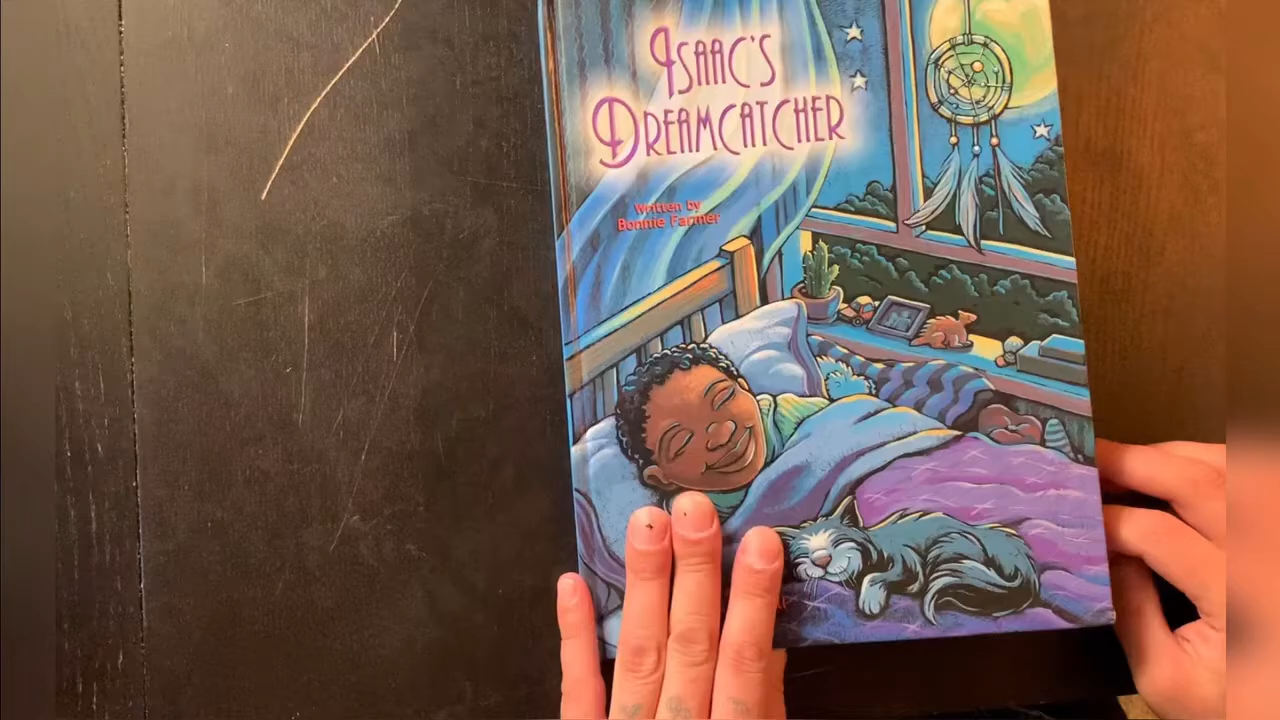 Isaac's
Dreamcatcher
Written by
Bonnie Farmer